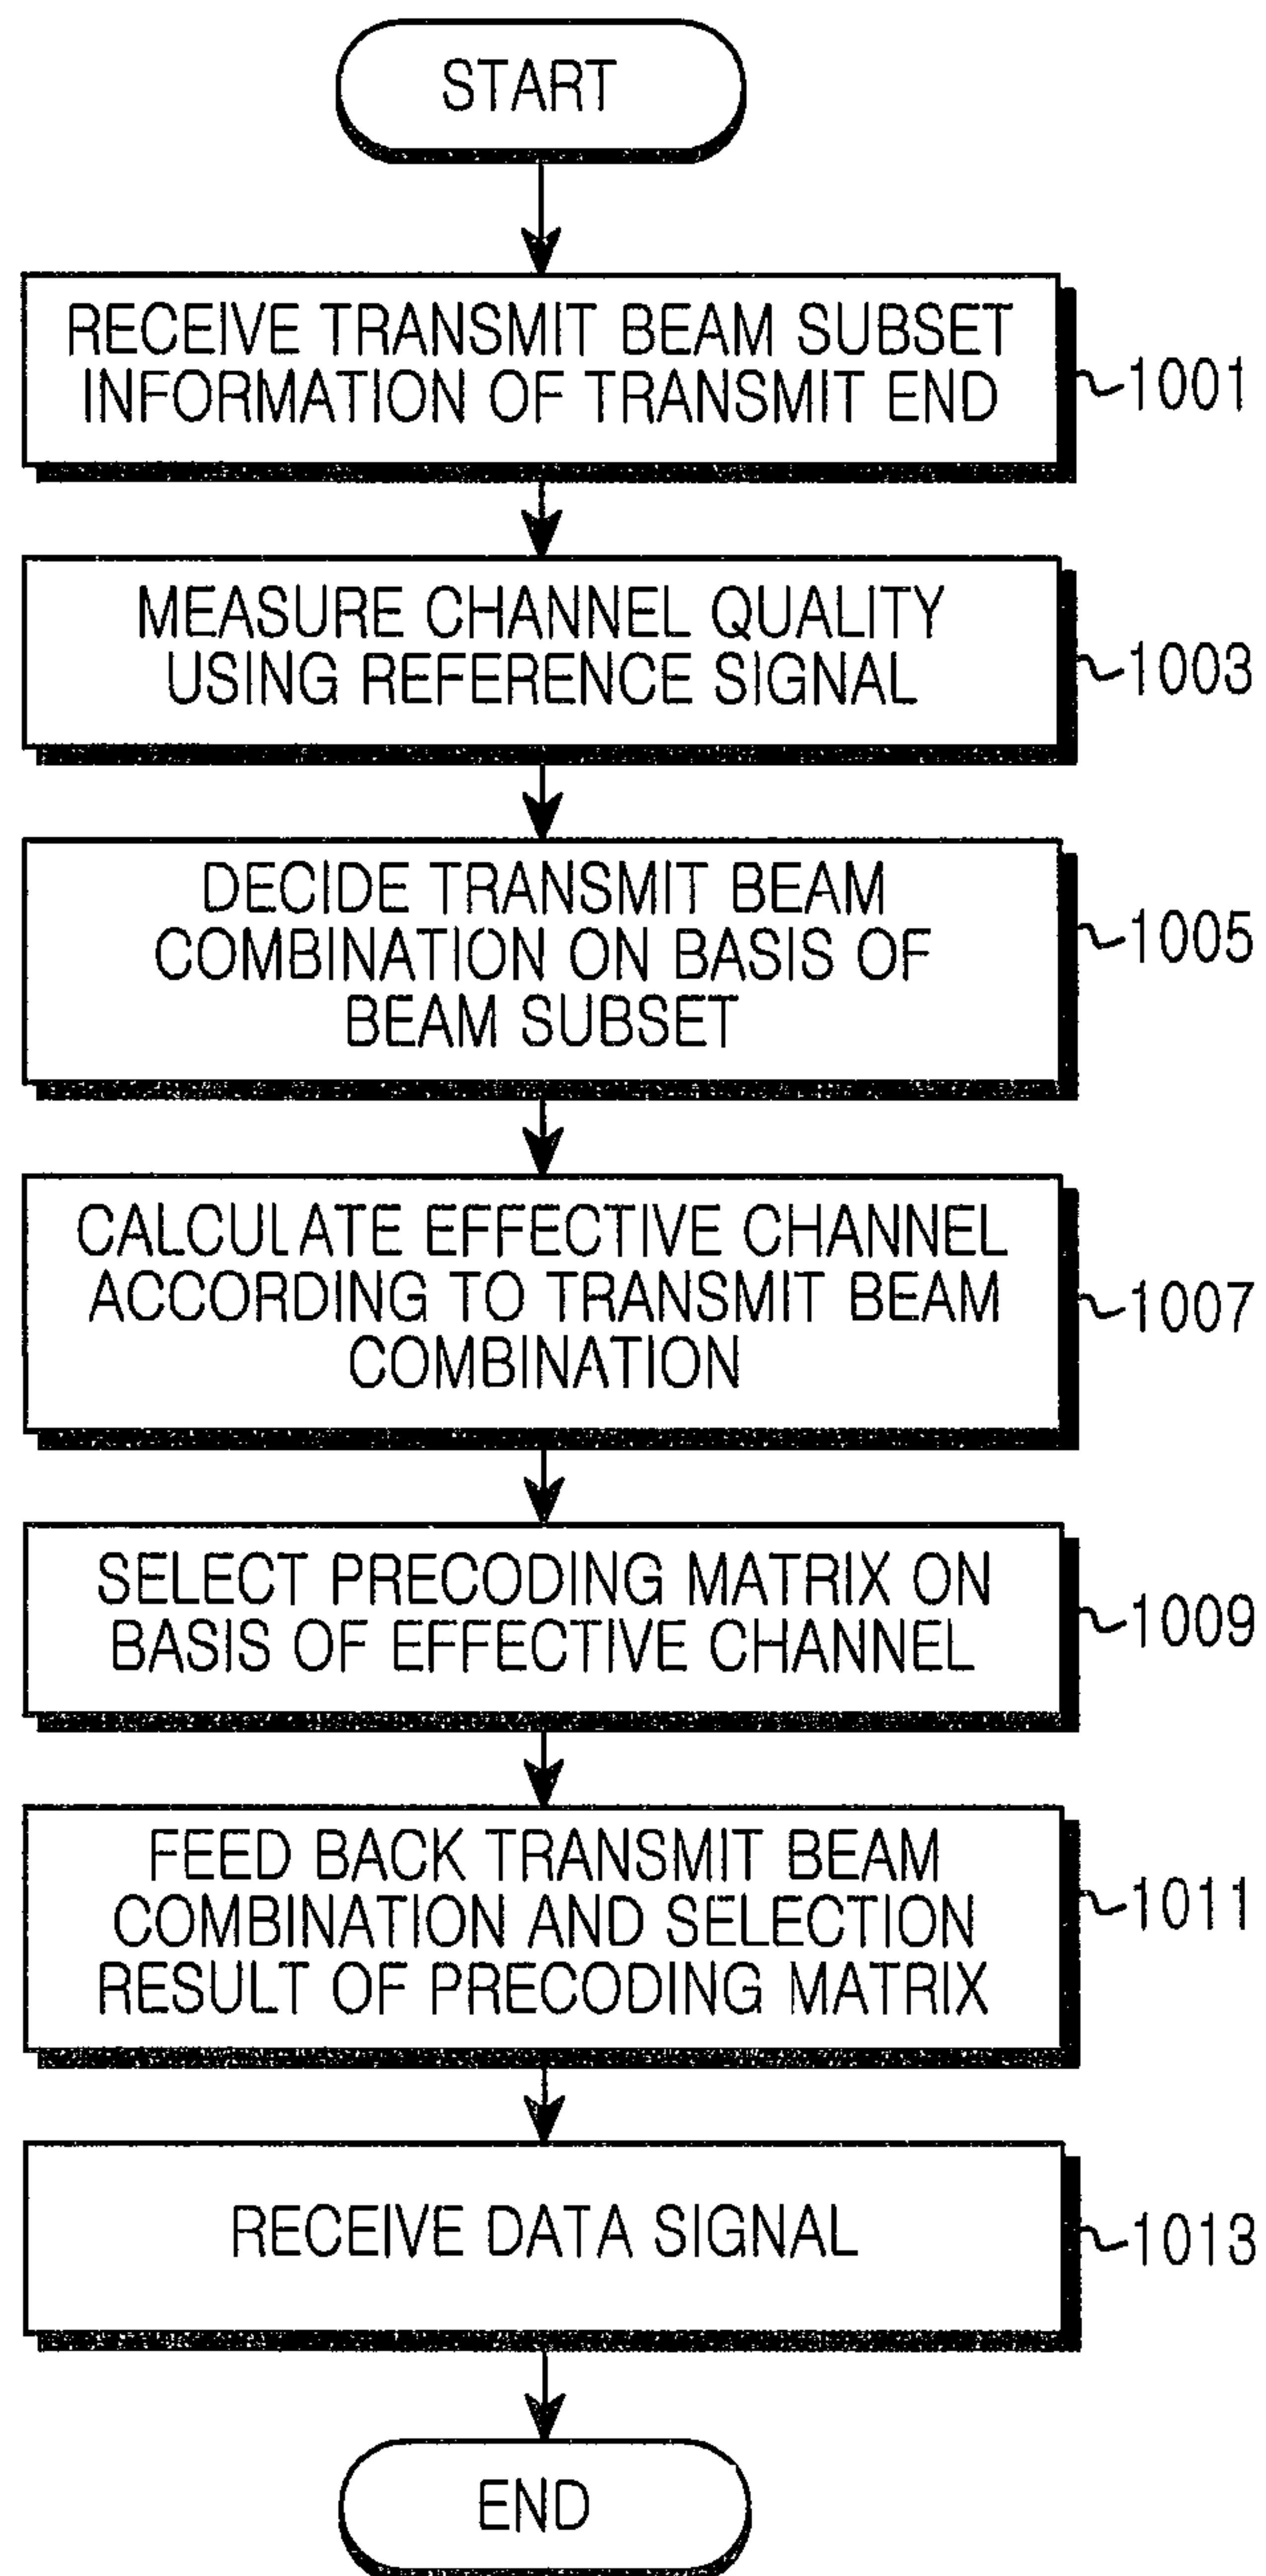 START
RECEIVE TRANSMIT BEAM SUBSET
INFORMATION OF TRANSMIT END
1001
MEASURE CHANNEL QUALITY
USING REFERENCE SIGNAL
1003
DECIDE TRANSMIT BEAM
COMBINATION ON BASIS OF
BEAM SUBSET
1005
CALCULATE EFFECTIVE CHANNEL
ACCORDING TO TRANSMIT BEAM
COMBINATION
1007
SELECT PRECODING MATRIX ON
BASIS OF EFFECTIVE CHANNEL
1009
FEED BACK TRANSMIT BEAM
COMBINATION AND SELECTION
RESULT OF PRECODING MATRIX
1011
RECEIVE DATA SIGNAL
1013
END